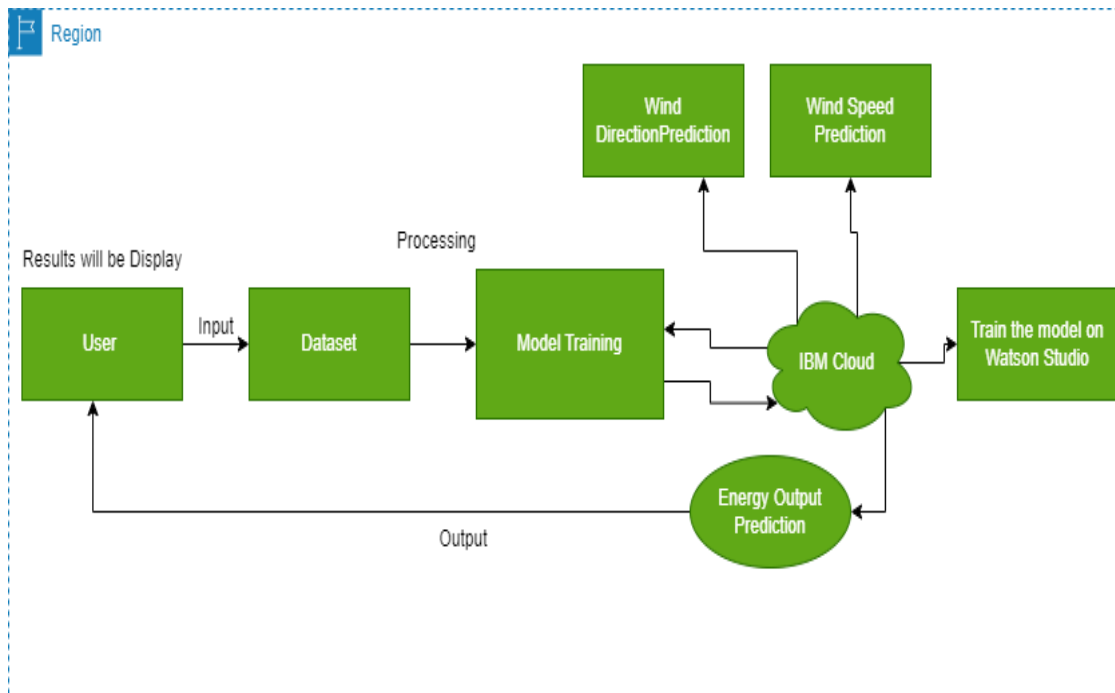 Region
Wind
DirectionPrediction
Wind Speed
Prediction
Processing
Results will be Display
User
Input
Dataset
Model Training
IBM Cloud
Train the model on
Watson Studio
Energy Output
Prediction
Output